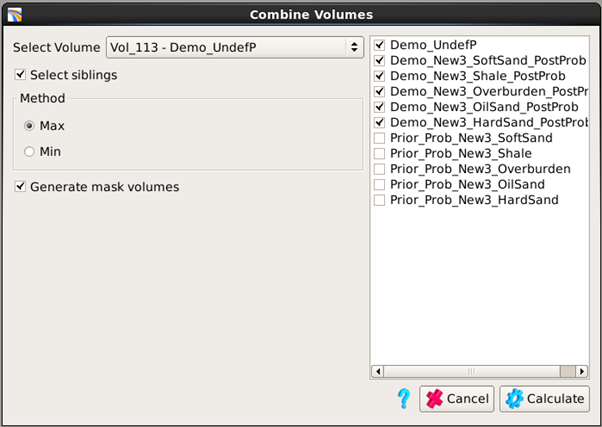 Combine Volumes
Select Volume Vol_113 - Demo_UndefP
Select siblings
Method
Max
Min
Generate mask volumes
Demo_UndefP
Demo_New3_SoftSand_PostProb
Demo_New3_Shale_PostProb
Demo_New3_Overburden_PostPr
Demo_New3_OilSand_PostProb
Demo_New3_HardSand_PostProb
Prior_Prob_New3_SoftSand
Prior_Prob_New3_Shale
Prior_Prob_New3_Overburden
Prior_Prob_New3_OilSand
Prior_Prob_New3_HardSand
? Cancel Calculate